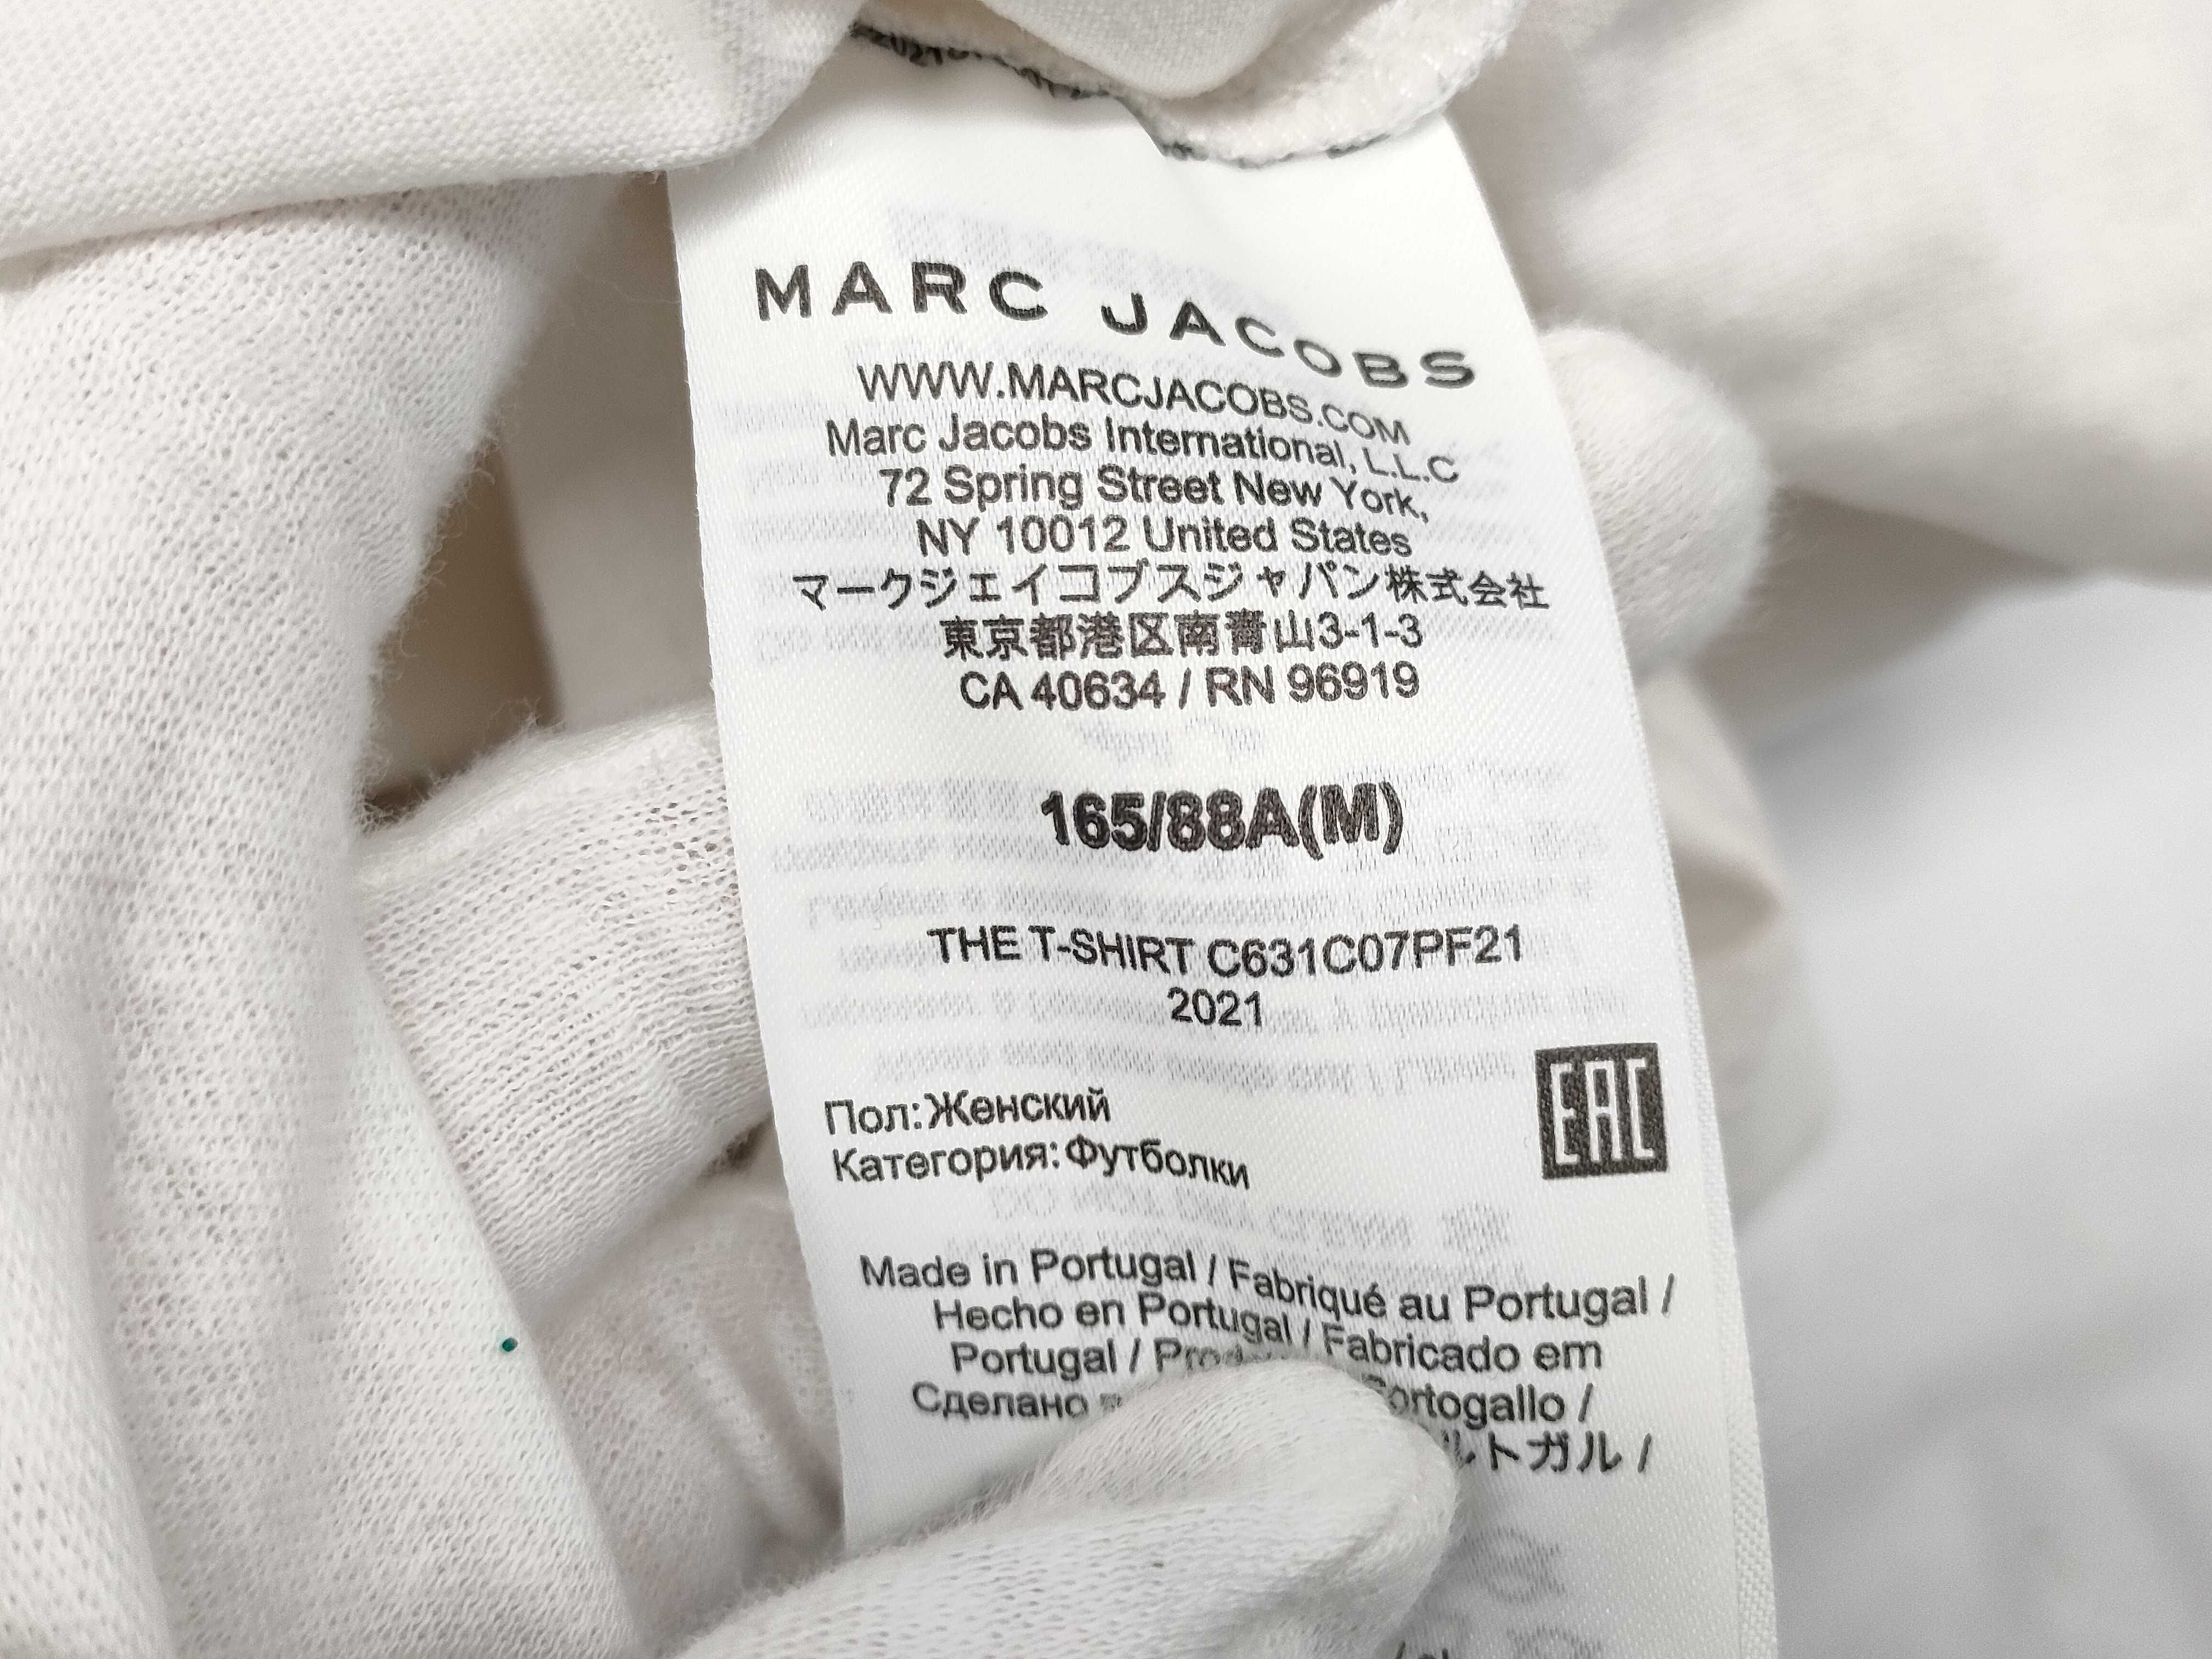 MARC JACOBS
WWW.MARCJACOBS.COM
Marc Jacobs International, L.L.C
72 Spring Street New York,
NY 10012 United States
マークジェイコブスジャパン株式会社
東京都港区南青山3-1-3
CA 40634 / RN 96919
165/88A(M)
THE T-SHIRT C631C07PF21
2021
Пол:Женский
Категория:Футболки
EAC
Made in Portugal / Fabriqué au Portugal /
Hecho en Portugal / Fabricado em
Portugal /
Сделано
ルトガル /